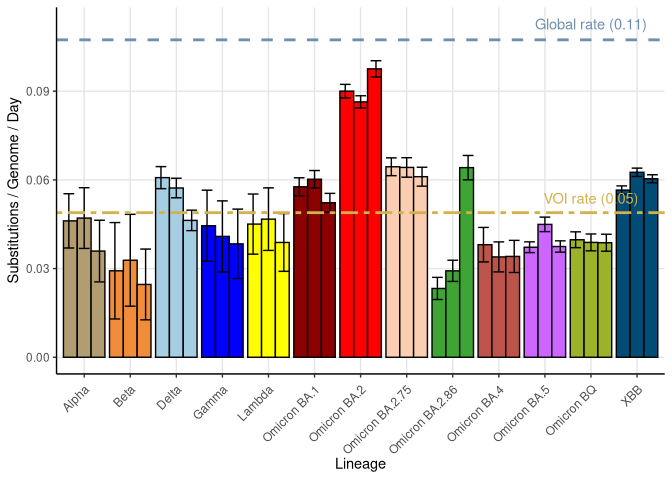 Global rate (0.11)
VOI rate (0.05)
Substitutions / Genome / Day
0.09
0.06
0.03
0.00
Alpha
Beta
Delta
Gamma
Lambda
Omicron BA.1
Omicron BA.2
Omicron BA.2.75
Omicron BA.2.86
Omicron BA.4
Omicron BA.5
Omicron BQ
XBB
Lineage